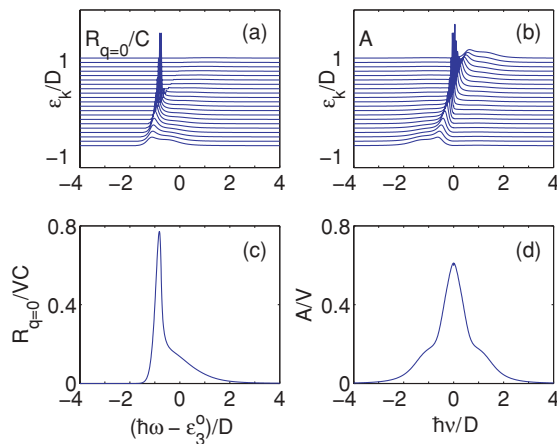 R_{q=0}/C
(a)
ε_k/D
1
−1
−4 −2 0 2 4
A
(b)
ε_k/D
1
−1
−4 −2 0 2 4
(c)
R_{q=0}/VC
0.8
0.4
0
−4 −2 0 2 4
(ħω − ε₃°)/D
(d)
A/V
0.8
0.4
0
−4 −2 0 2 4
ħν/D